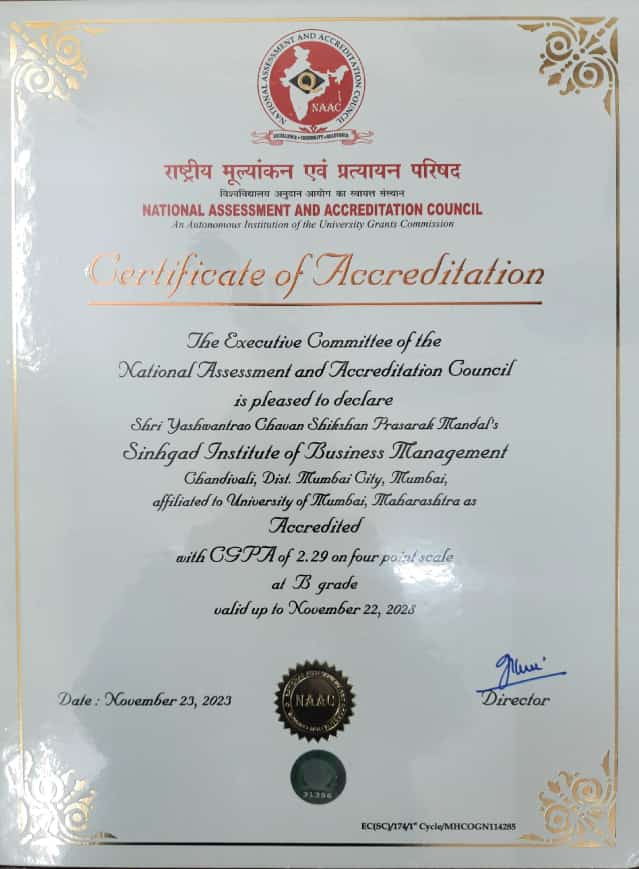 NATIONAL ASSESSMENT AND ACCREDITATION COUNCIL
NAAC
EXCELLENCE • CREDIBILITY • RELEVANCE
राष्ट्रीय मूल्यांकन एवं प्रत्यायन परिषद
विश्वविद्यालय अनुदान आयोग का स्वायत्त संस्थान
NATIONAL ASSESSMENT AND ACCREDITATION COUNCIL
An Autonomous Institution of the University Grants Commission
Certificate of Accreditation
The Executive Committee of the
National Assessment and Accreditation Council
is pleased to declare
Shri Yashwantrao Chavan Shikshan Prasarak Mandal's
Sinhgad Institute of Business Management
Chandivali, Dist. Mumbai City, Mumbai,
affiliated to University of Mumbai, Maharashtra as
Accredited
with CGPA of 2.29 on four point scale
at B grade
valid up to November 22, 2028
Date : November 23, 2023
NAAC
Director
31396
EC(SC)/174/1st Cycle/MHCOGN114285